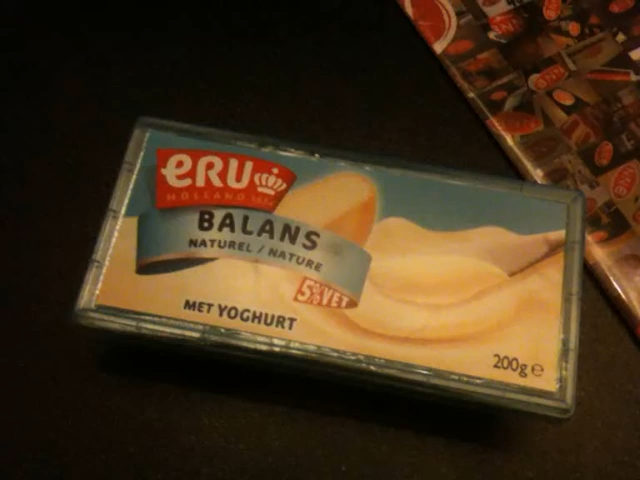 eRU
HOLLAND
BALANS
NATUREL / NATURE
5% VET
MET YOGHURT
200g e